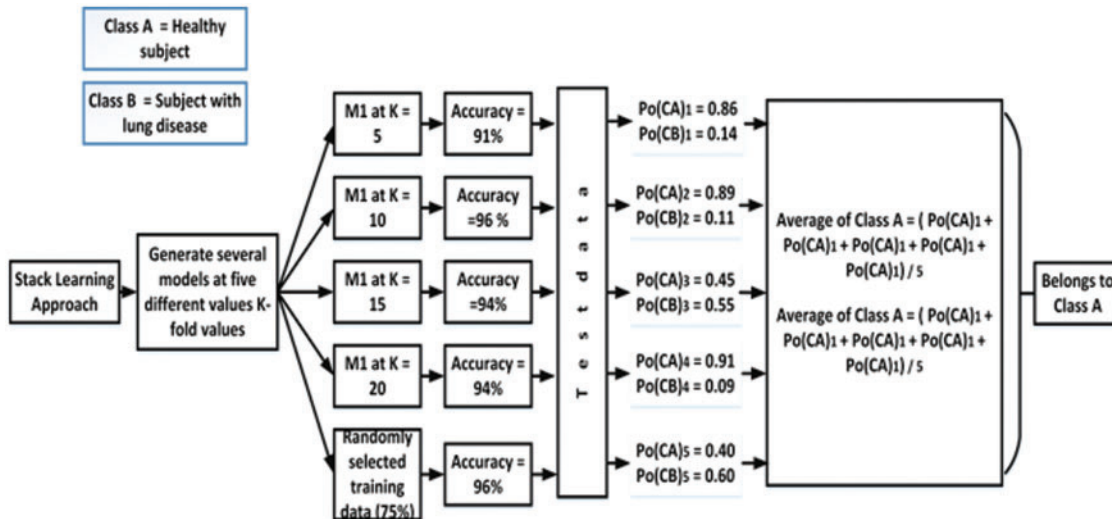 Class A = Healthy
subject
Class B = Subject with
lung disease
Stack Learning
Approach
Generate several
models at five
different values K-
fold values
M1 at K =
5
Accuracy =
91%
M1 at K =
10
Accuracy
=96 %
M1 at K =
15
Accuracy
=94%
M1 at K =
20
Accuracy =
94%
Randomly
selected
training
data (75%)
Accuracy =
96%
Test data
Po(CA)1 = 0.86
Po(CB)1 = 0.14
Po(CA)2 = 0.89
Po(CB)2 = 0.11
Po(CA)3 = 0.45
Po(CB)3 = 0.55
Po(CA)4 = 0.91
Po(CB)4 = 0.09
Po(CA)5 = 0.40
Po(CB)5 = 0.60
Average of Class A = ( Po(CA)1 +
Po(CA)1 + Po(CA)1 + Po(CA)1 +
Po(CA)1) / 5
Average of Class A = ( Po(CA)1 +
Po(CA)1 + Po(CA)1 + Po(CA)1 +
Po(CA)1) / 5
Belongs to
Class A